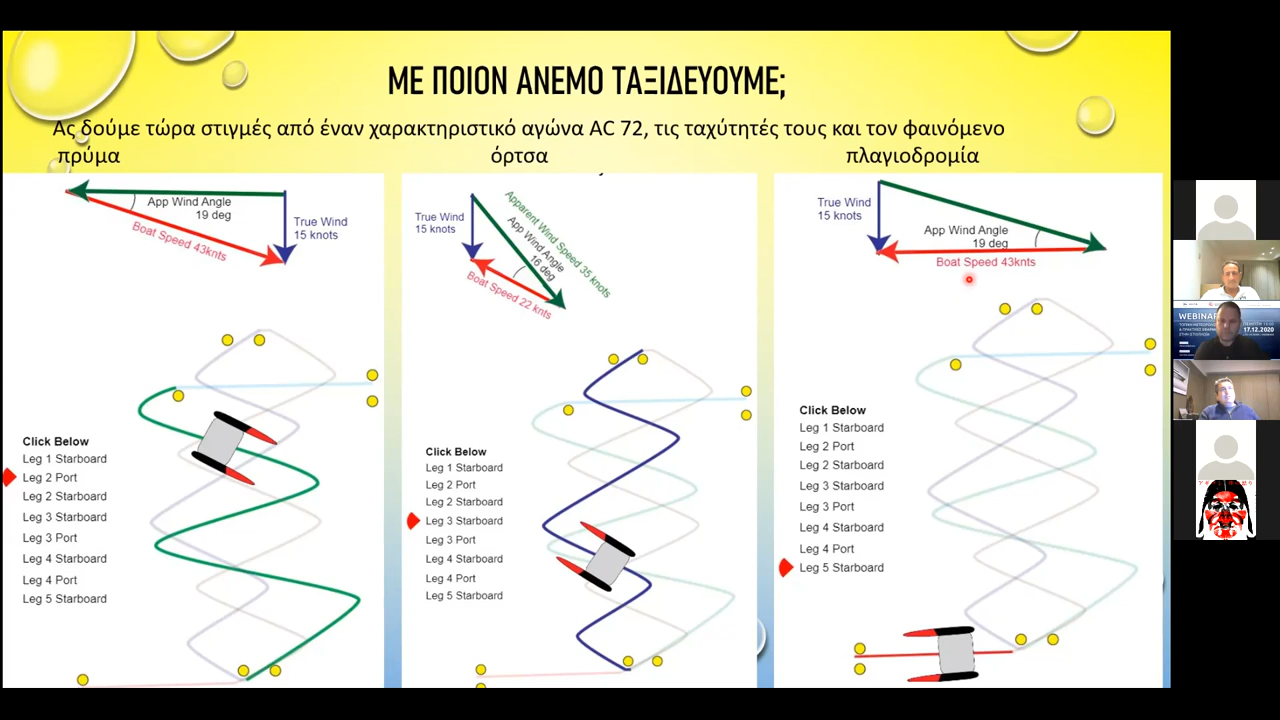 ΜΕ ΠΟΙΟΝ ΑΝΕΜΟ ΤΑΞΙΔΕΥΟΥΜΕ;
Ας δούμε τώρα στιγμές από έναν χαρακτηριστικό αγώνα AC 72, τις ταχύτητές τους και τον φαινόμενο
πρύμα
όρτσα
πλαγιοδρομία
App Wind Angle
19 deg
Boat Speed 43knts
True Wind
15 knots
Click Below
Leg 1 Starboard
Leg 2 Port
Leg 2 Starboard
Leg 3 Starboard
Leg 3 Port
Leg 4 Starboard
Leg 4 Port
Leg 5 Starboard
True Wind
15 knots
Apparent Wind Speed 35 knots
App Wind Angle
16 deg
Boat Speed 22 knts
Click Below
Leg 1 Starboard
Leg 2 Port
Leg 2 Starboard
Leg 3 Starboard
Leg 3 Port
Leg 4 Starboard
Leg 4 Port
Leg 5 Starboard
True Wind
15 knots
App Wind Angle
19 deg
Boat Speed 43knts
Click Below
Leg 1 Starboard
Leg 2 Port
Leg 2 Starboard
Leg 3 Starboard
Leg 3 Port
Leg 4 Starboard
Leg 4 Port
Leg 5 Starboard
WEBINAR
17.12.2020